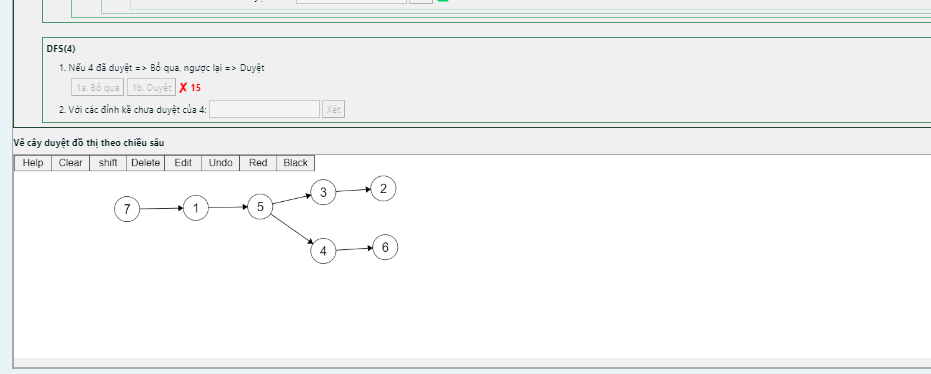 DFS(4)
1. Nếu 4 đã duyệt => Bỏ qua, ngược lại => Duyệt
1a. Bỏ qua 1b. Duyệt ✗ 15
2. Với các đỉnh kề chưa duyệt của 4: Xét
Vẽ cây duyệt đồ thị theo chiều sâu
Help Clear shift Delete Edit Undo Red Black
7 1 5 3 2
4 6